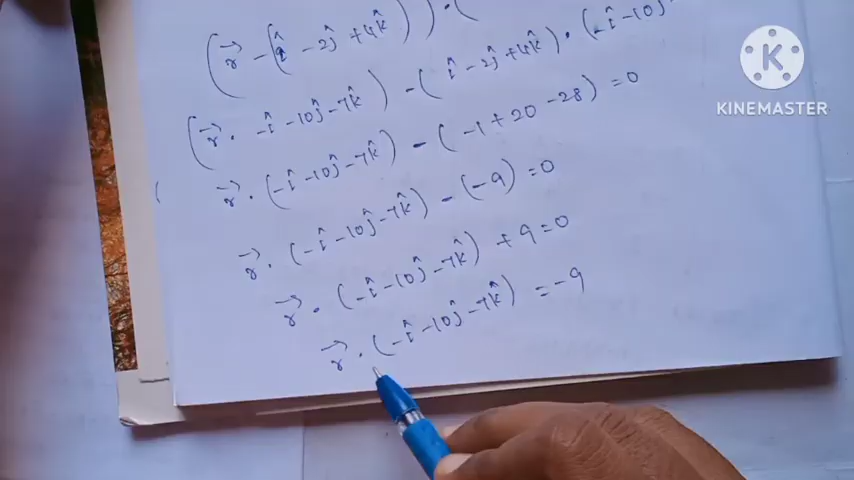 (r⃗ - (î - 2ĵ + 4k̂)) · (
(r⃗ · -î - 10ĵ - 7k̂) - (î - 2ĵ + 4k̂) · (-î - 10ĵ
r⃗ · (-î - 10ĵ - 7k̂) - (-1 + 20 - 28) = 0
r⃗ · (-î - 10ĵ - 7k̂) - (-9) = 0
r⃗ · (-î - 10ĵ - 7k̂) + 9 = 0
r⃗ · (-î - 10ĵ - 7k̂) = -9
KINEMASTER